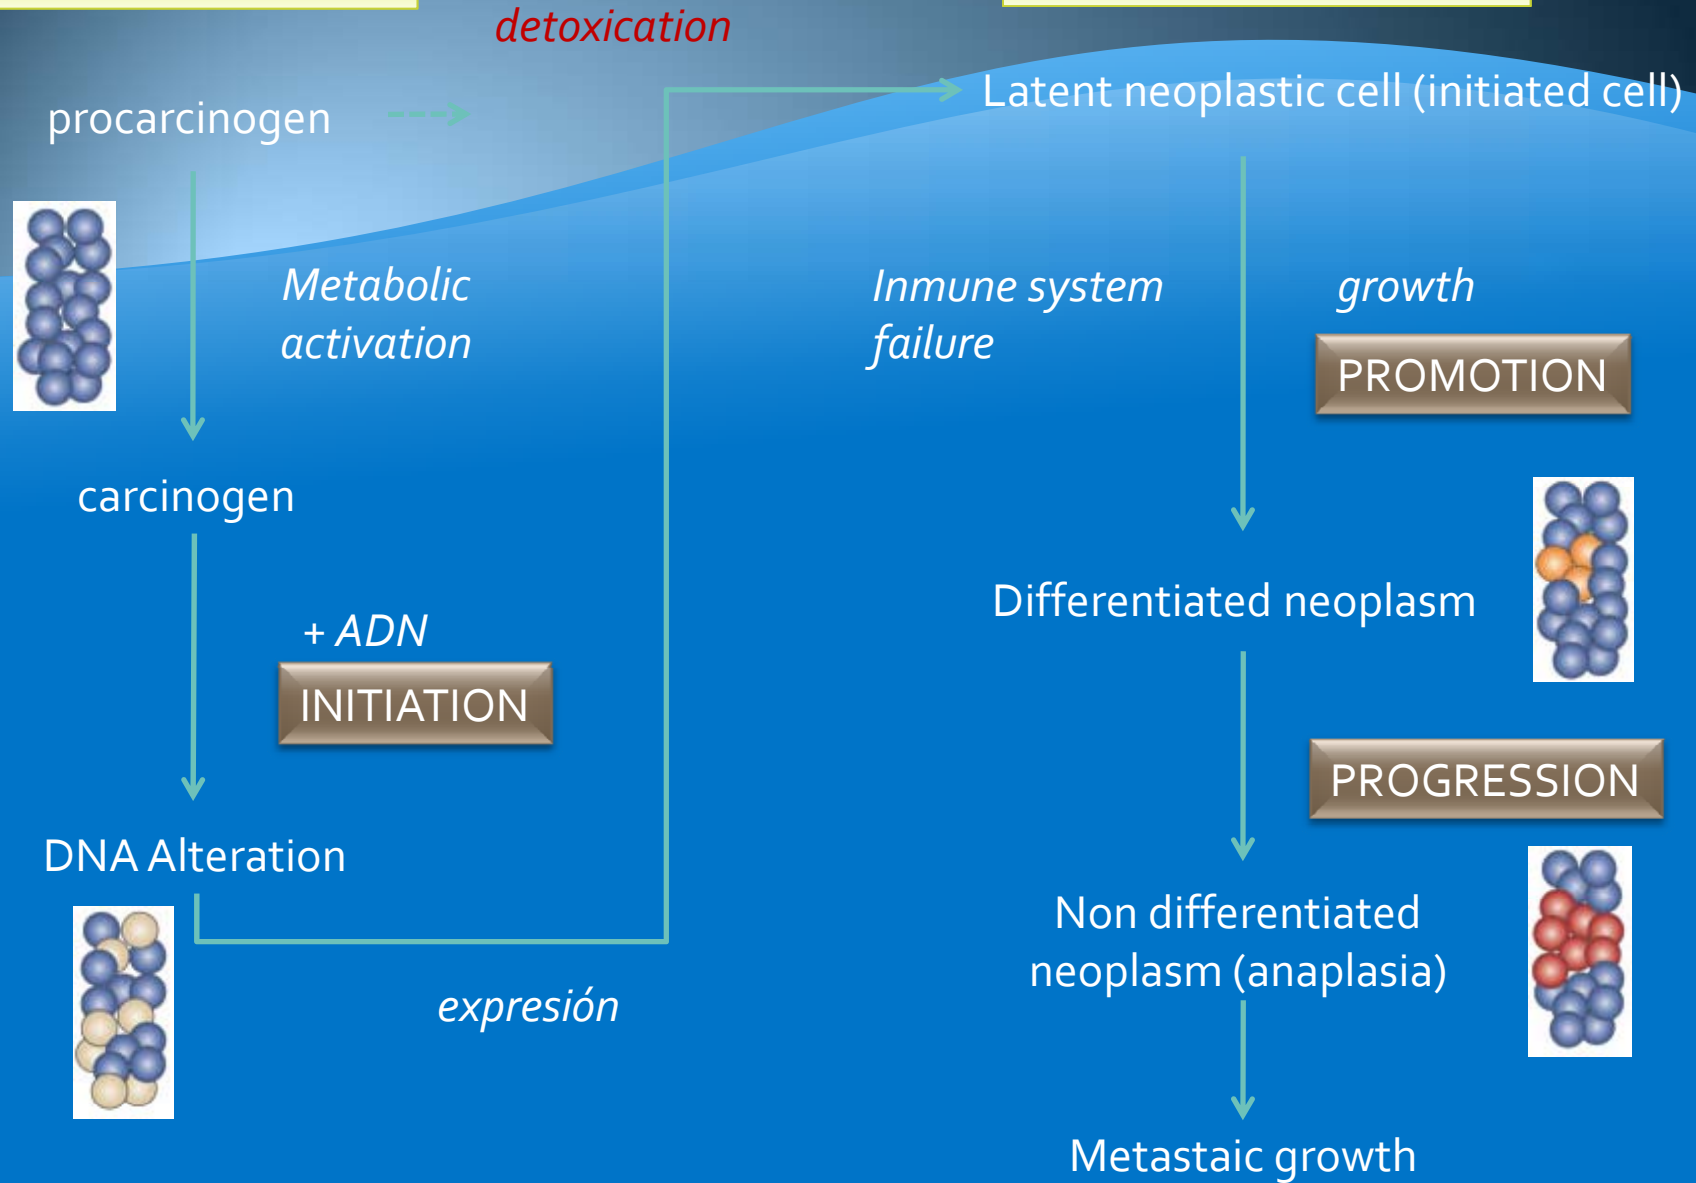 detoxication
procarcinogen
Metabolic
activation
carcinogen
+ ADN
INITIATION
DNA Alteration
expresión
Latent neoplastic cell (initiated cell)
Inmune system
failure
growth
PROMOTION
Differentiated neoplasm
PROGRESSION
Non differentiated
neoplasm (anaplasia)
Metastaic growth